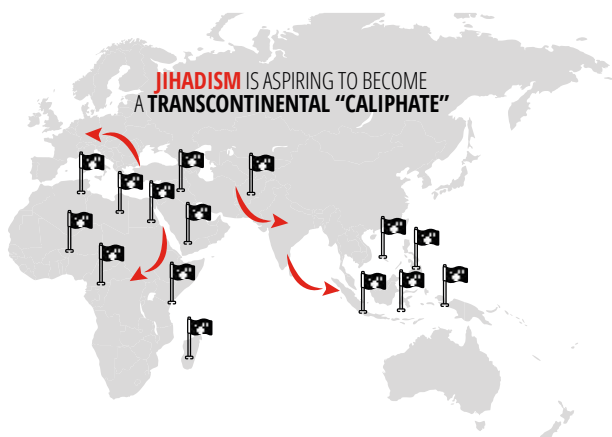 JIHADISM IS ASPIRING TO BECOME
A TRANSCONTINENTAL “CALIPHATE”